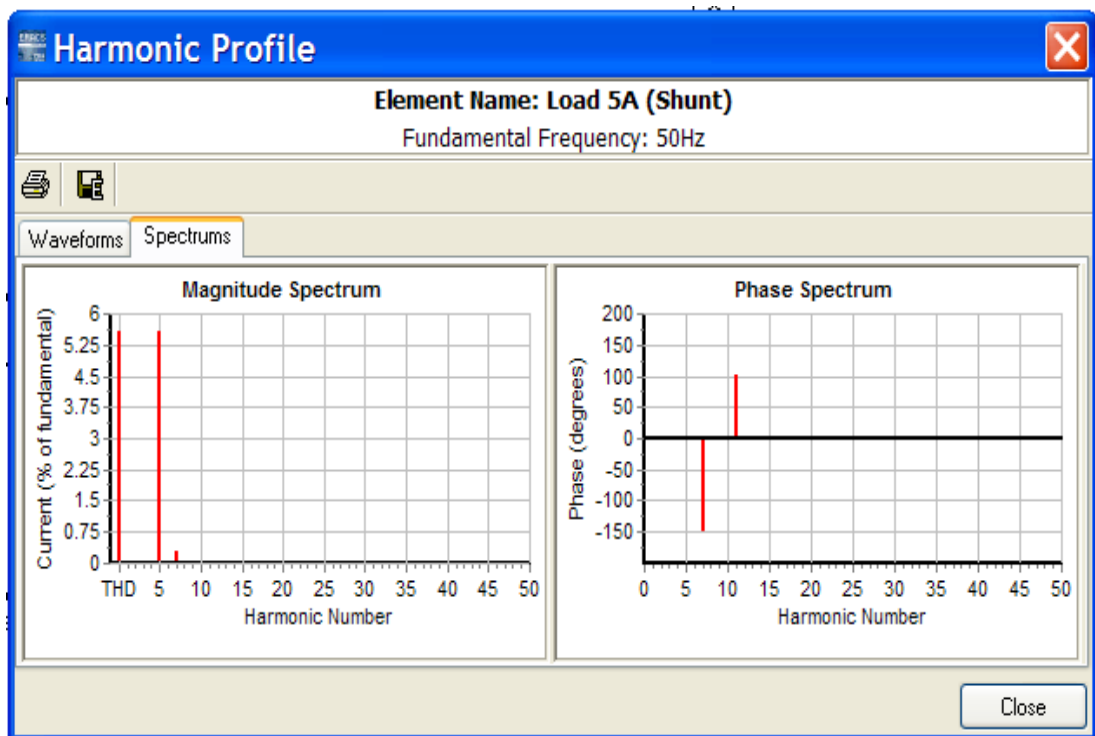 Harmonic Profile
Element Name: Load 5A (Shunt)
Fundamental Frequency: 50Hz
Waveforms Spectrums
Magnitude Spectrum
Current (% of fundamental)
6
5.25
4.5
3.75
3
2.25
1.5
0.75
0
THD 5 10 15 20 25 30 35 40 45 50
Harmonic Number
Phase Spectrum
Phase (degrees)
200
150
100
50
0
-50
-100
-150
0 5 10 15 20 25 30 35 40 45 50
Harmonic Number
Close